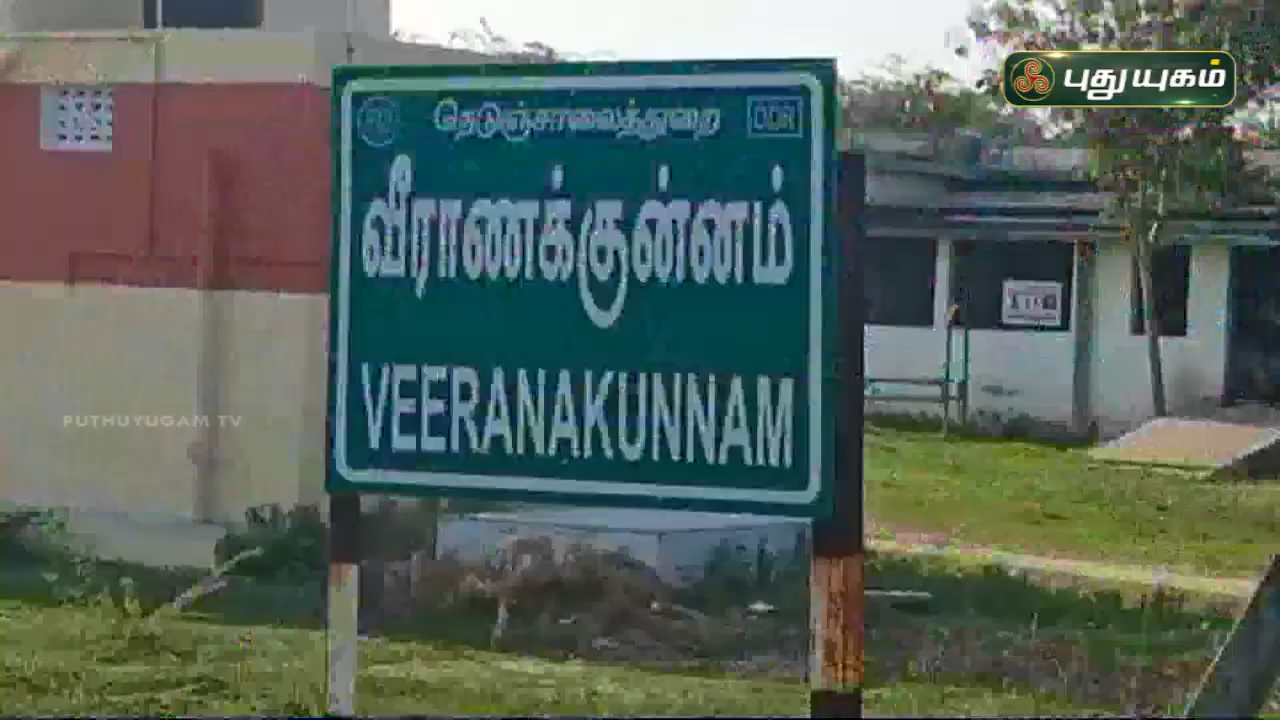 புதுயுகம்
நெடுஞ்சாலைத்துறை
வீராணக்குன்னம்
VEERANAKUNNAM
PUTHUYUGAM TV